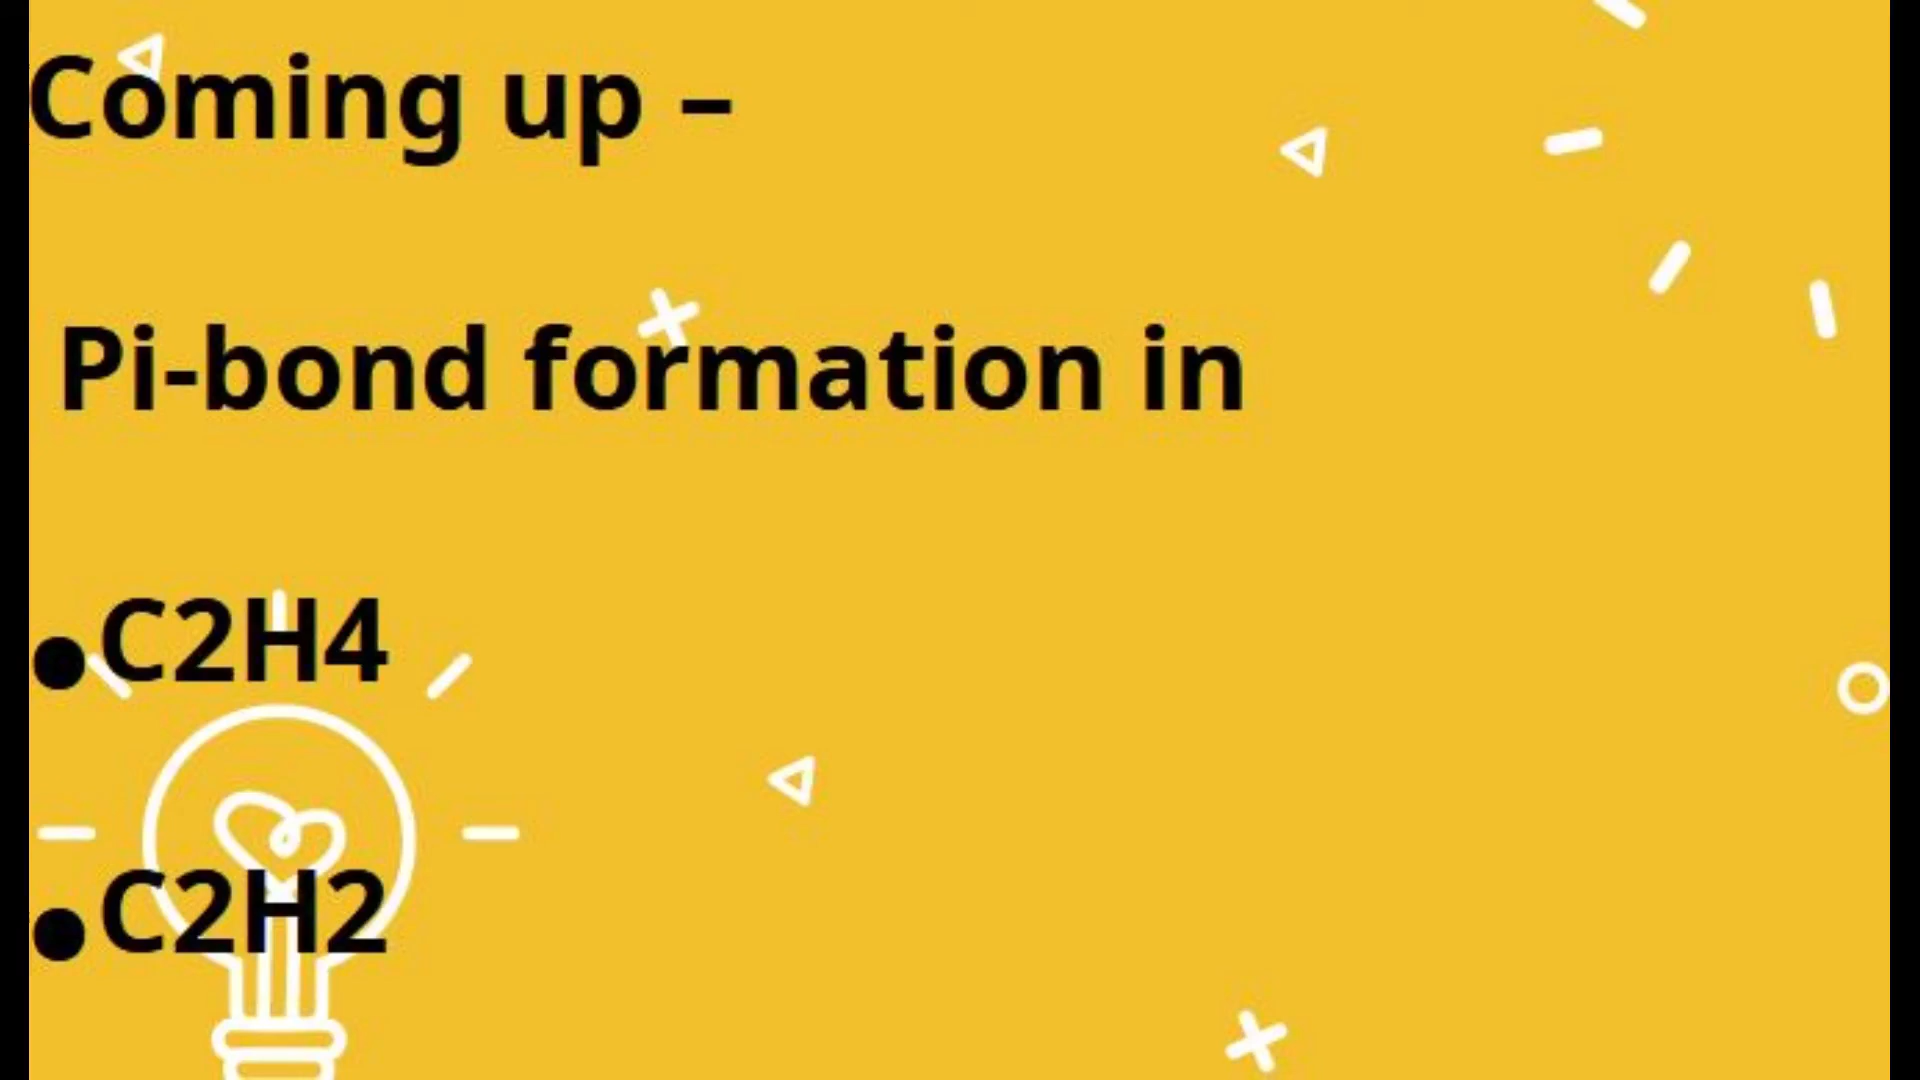 Coming up –
Pi-bond formation in
•C2H4
•C2H2